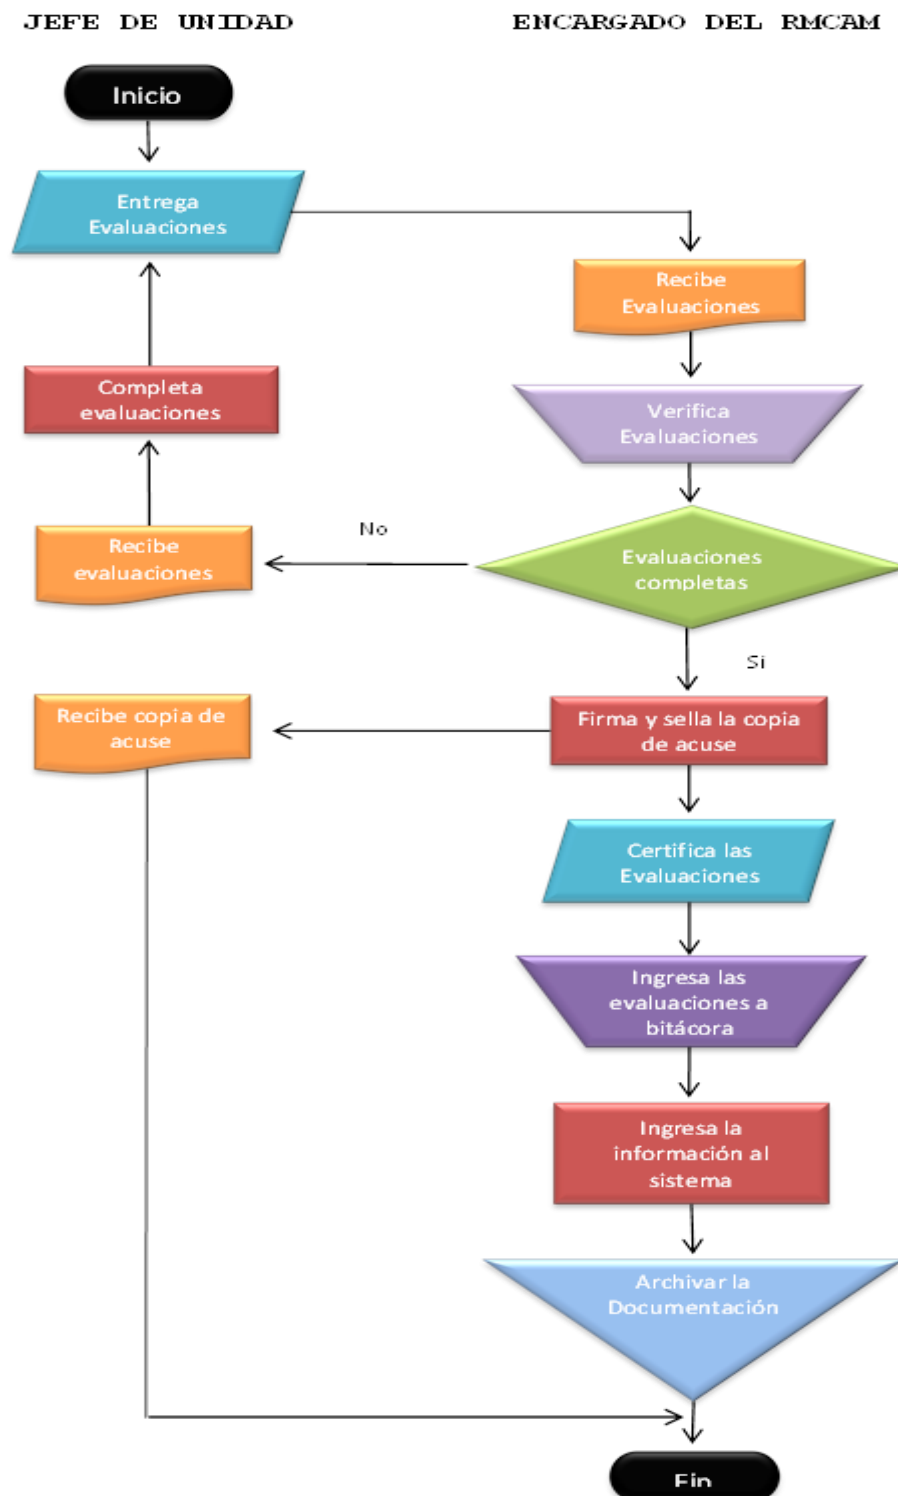 JEFE DE UNIDAD
ENCARGADO DEL RMCAM
Inicio
Entrega
Evaluaciones
Recibe
Evaluaciones
Completa
evaluaciones
Verifica
Evaluaciones
No
Recibe
evaluaciones
Evaluaciones
completas
Si
Recibe copia de
acuse
Firma y sella la copia
de acuse
Certifica las
Evaluaciones
Ingresa las
evaluaciones a
bitácora
Ingresa la
información al
sistema
Archivar la
Documentación
Fin